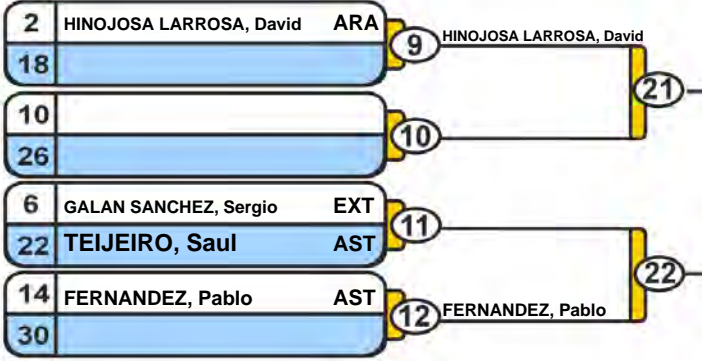 2 HINOJOSA LARROSA, David ARA
18
9 HINOJOSA LARROSA, David
10
26
10
21
6 GALAN SANCHEZ, Sergio EXT
22 TEIJEIRO, Saul AST
11
14 FERNANDEZ, Pablo AST
30
12 FERNANDEZ, Pablo
22